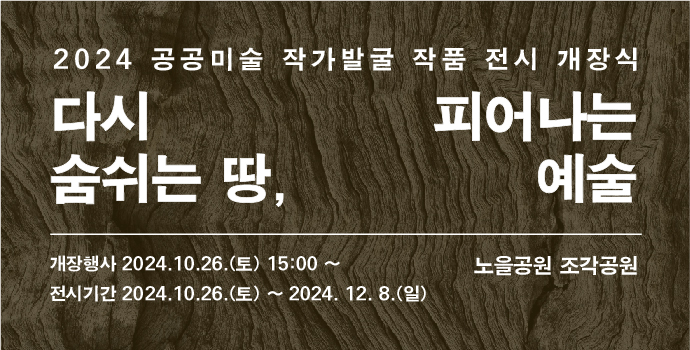 2024 공공미술 작가발굴 작품 전시 개장식
다시 피어나는
숨쉬는 땅, 예술
개장행사 2024.10.26.(토) 15:00 ~
노을공원 조각공원
전시기간 2024.10.26.(토) ~ 2024. 12. 8.(일)